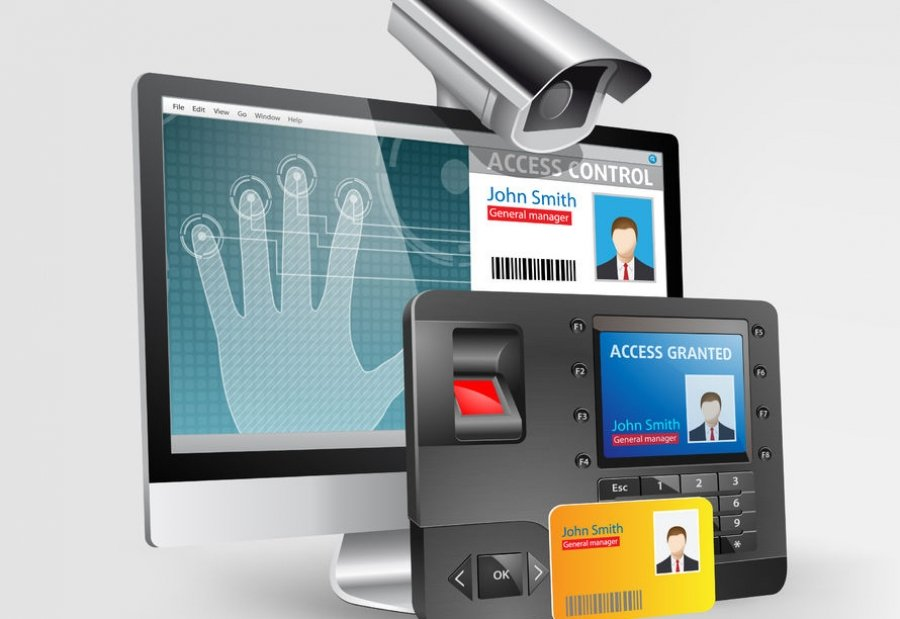 File Edit View Go Window Help
ACCESS CONTROL
John Smith
General manager
F1
F2
F3
F4
ACCESS GRANTED
John Smith
General manager
F5
F6
F7
F8
Esc 1 2 3
6
9
*
OK
John Smith
General manager